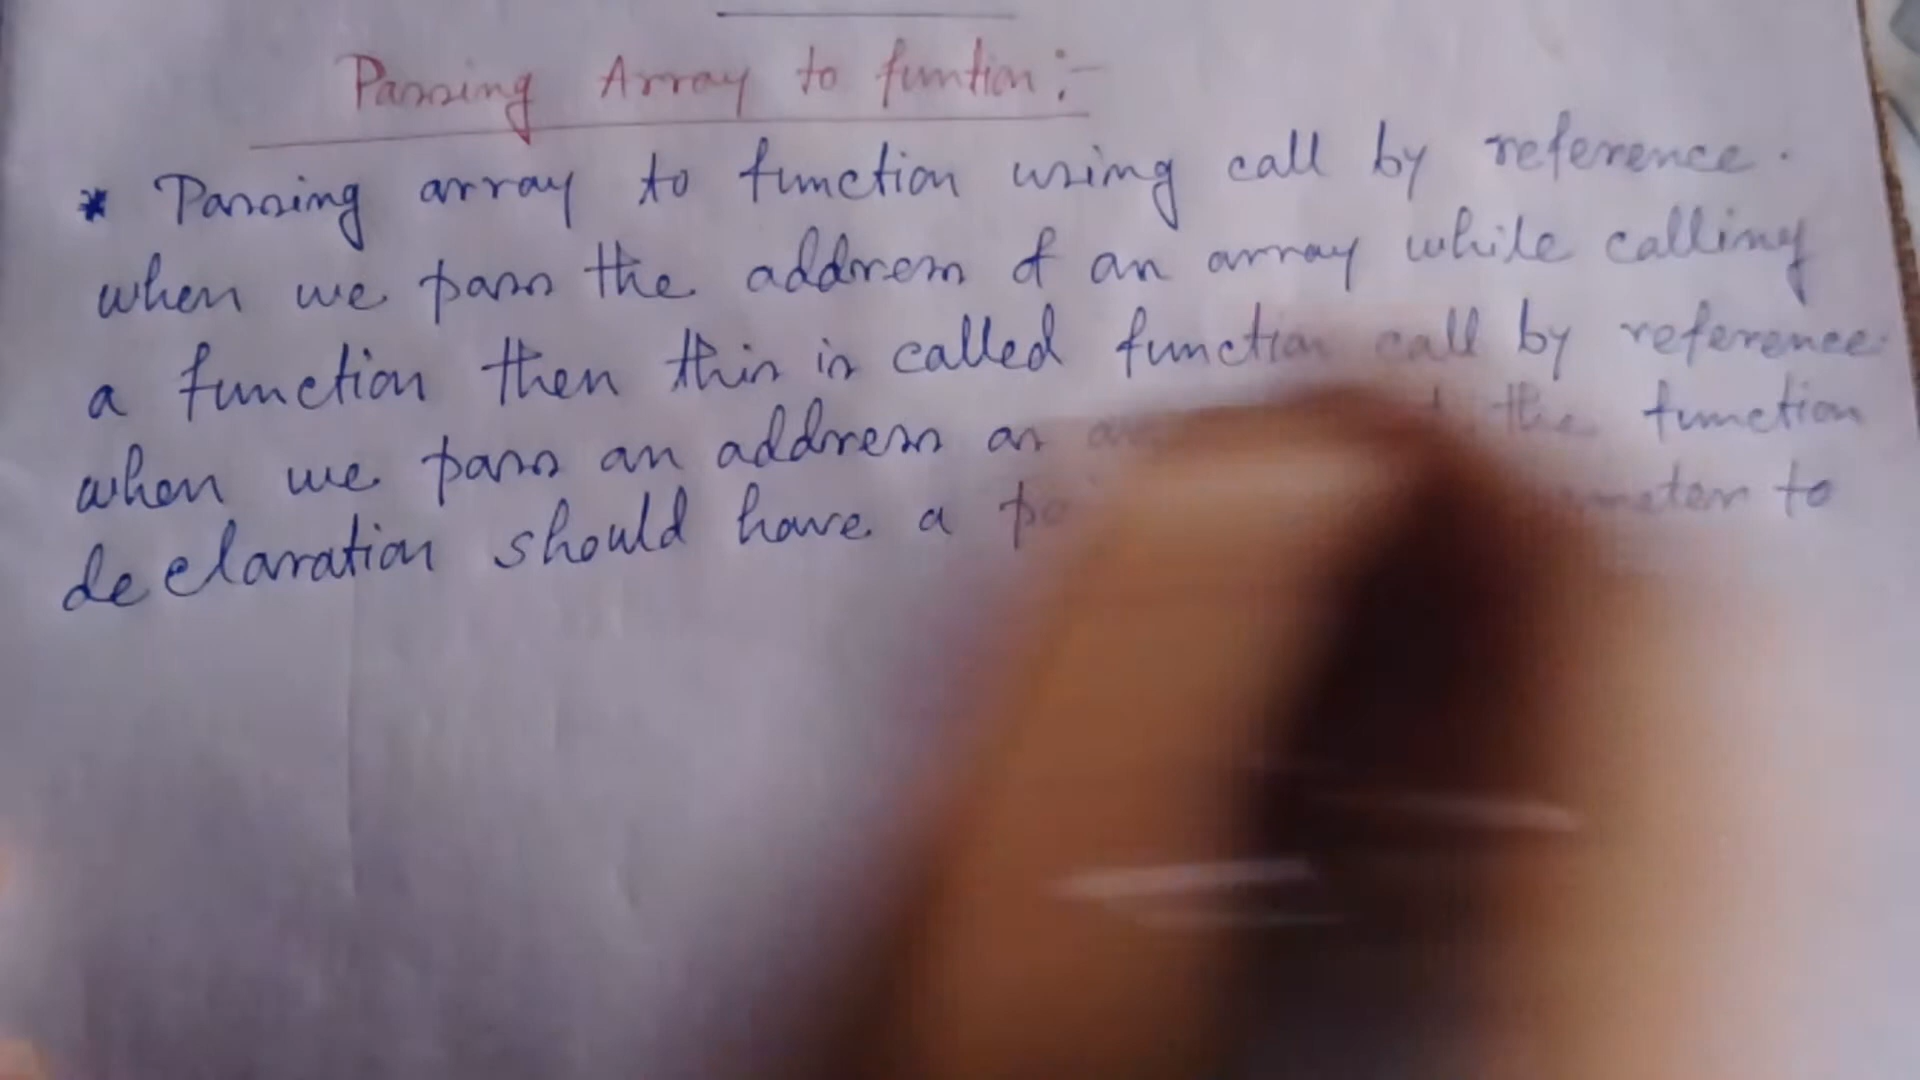 Passing Array to funtion :-
* Passing array to function using call by reference.
when we pass the address of an array while calling
a function then this is called function call by reference.
when we pass an address as the function
declaration should have a to